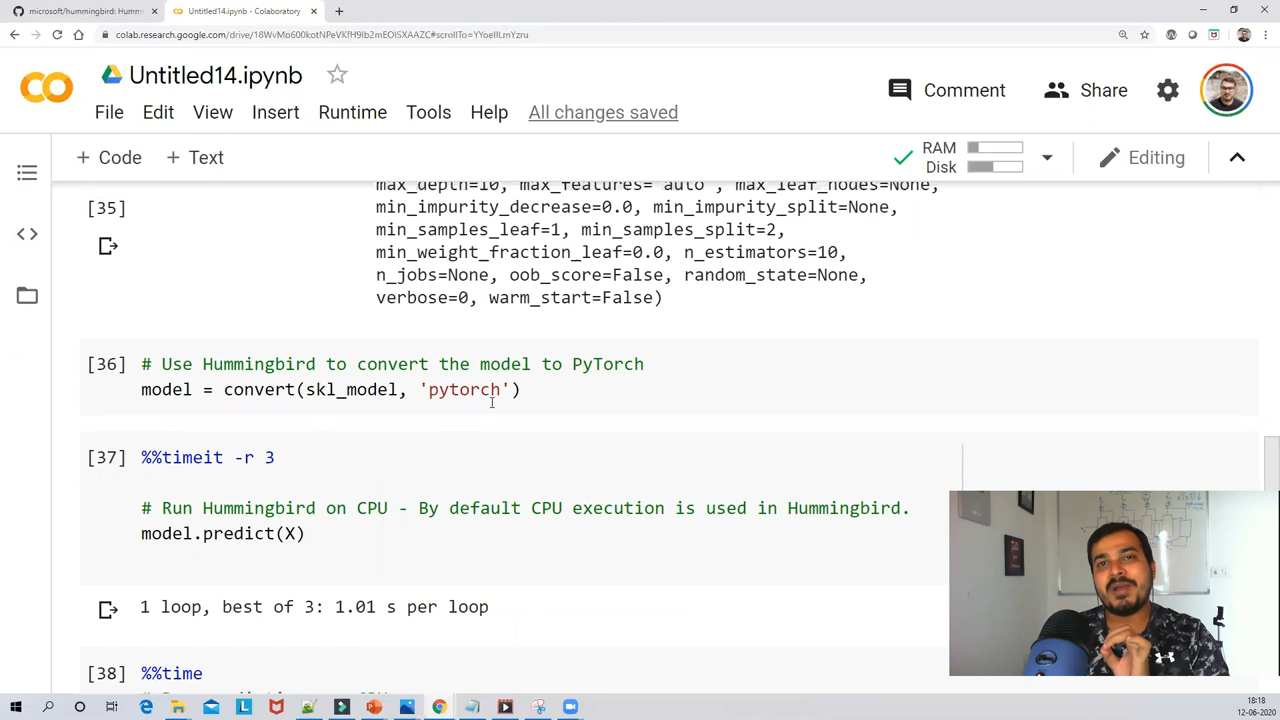 microsoft/hummingbird: Hummi
Untitled14.ipynb - Colaboratory
colab.research.google.com/drive/18WvMo600kotNPeVKfH9Ib2mEOlSXAAZC#scrollTo=YYoelILmYzru
Untitled14.ipynb
Comment
Share
File Edit View Insert Runtime Tools Help All changes saved
+ Code + Text
RAM
Disk
Editing
max_depth=10, max_features='auto', max_leaf_nodes=None,
[35]
min_impurity_decrease=0.0, min_impurity_split=None,
min_samples_leaf=1, min_samples_split=2,
min_weight_fraction_leaf=0.0, n_estimators=10,
n_jobs=None, oob_score=False, random_state=None,
verbose=0, warm_start=False)
[36] # Use Hummingbird to convert the model to PyTorch
model = convert(skl_model, 'pytorch')
[37] %%timeit -r 3
# Run Hummingbird on CPU - By default CPU execution is used in Hummingbird.
model.predict(X)
1 loop, best of 3: 1.01 s per loop
[38] %%time
18:18
12-06-2020